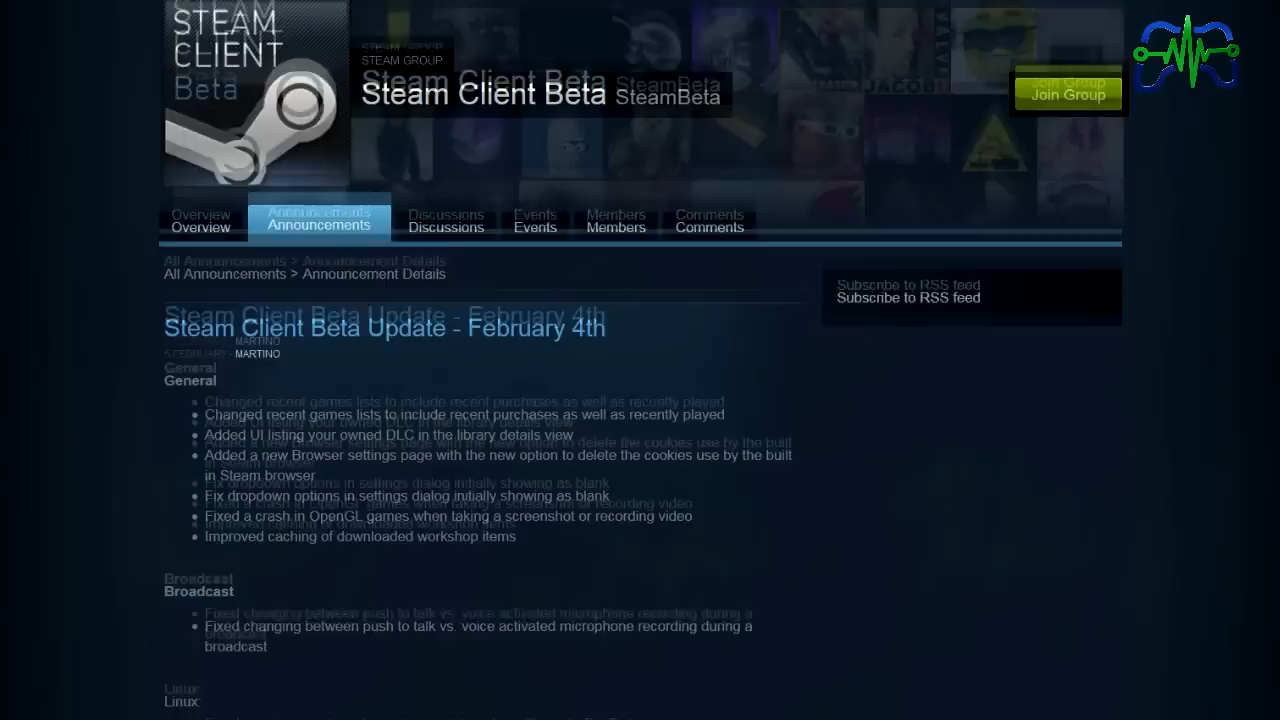 STEAM
CLIENT
Beta
STEAM GROUP
Steam Client Beta SteamBeta
Join Group
Overview Announcements Discussions Events Members Comments
All Announcements > Announcement Details
Subscribe to RSS feed
Steam Client Beta Update - February 4th
5 FEBRUARY - MARTINO
General
Changed recent games lists to include recent purchases as well as recently played
Added UI listing your owned DLC in the library details view
Added a new Browser settings page with the new option to delete the cookies use by the built
in Steam browser
Fix dropdown options in settings dialog initially showing as blank
Fixed a crash in OpenGL games when taking a screenshot or recording video
Improved caching of downloaded workshop items
Broadcast
Fixed changing between push to talk vs. voice activated microphone recording during a
broadcast
Linux